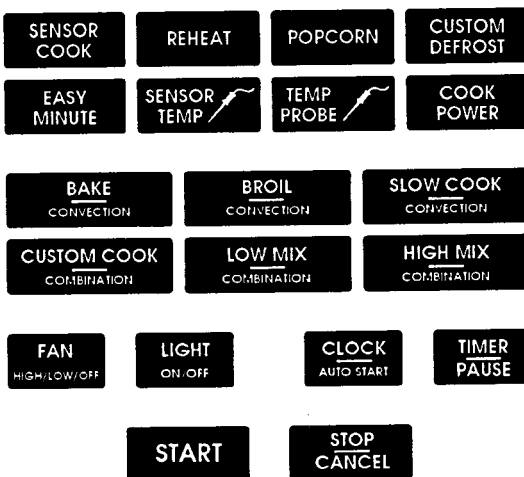 SENSOR
COOK
REHEAT
POPCORN
CUSTOM
DEFROST
EASY
MINUTE
SENSOR
TEMP
TEMP
PROBE
COOK
POWER
BAKE
CONVECTION
BROIL
CONVECTION
SLOW COOK
CONVECTION
CUSTOM COOK
COMBINATION
LOW MIX
COMBINATION
HIGH MIX
COMBINATION
FAN
HIGH/LOW/OFF
LIGHT
ON/OFF
CLOCK
AUTO START
TIMER
PAUSE
START
STOP
CANCEL